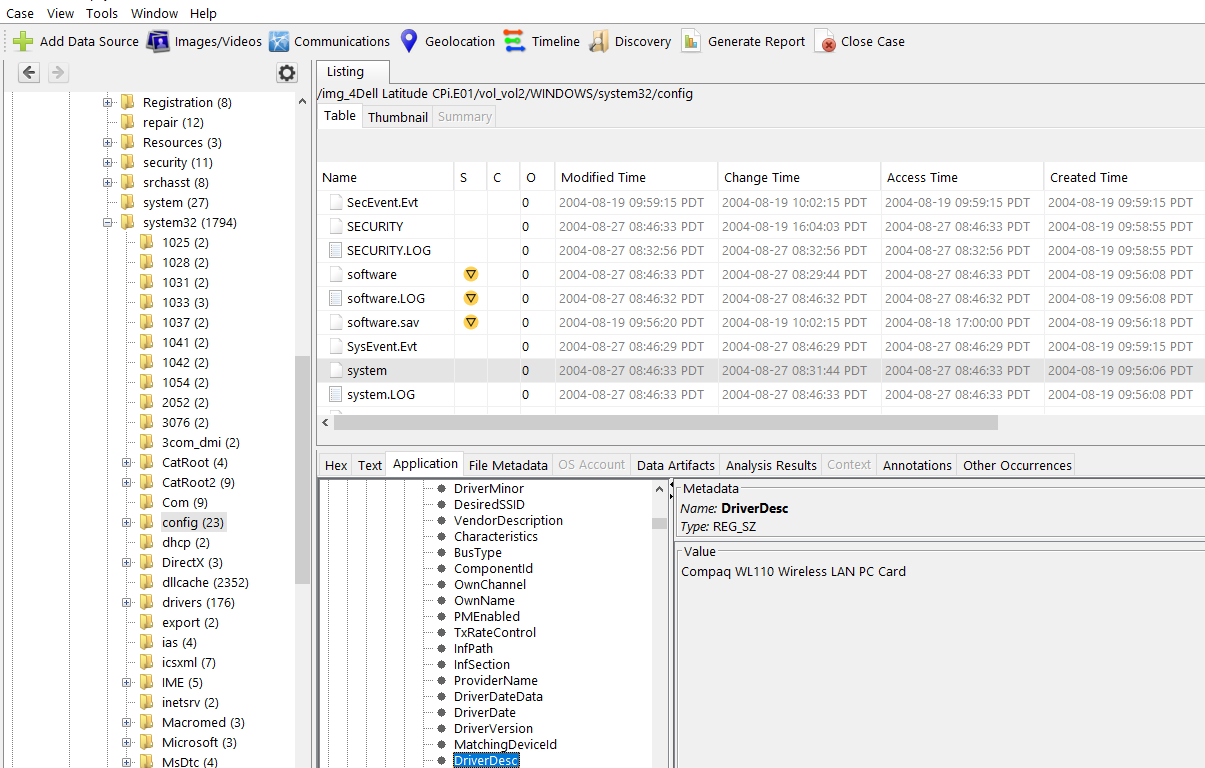 Case View Tools Window Help
Add Data Source Images/Videos Communications Geolocation Timeline Discovery Generate Report Close Case
Registration (8)
repair (12)
Resources (3)
security (11)
srchasst (8)
system (27)
system32 (1794)
1025 (2)
1028 (2)
1031 (2)
1033 (3)
1037 (2)
1041 (2)
1042 (2)
1054 (2)
2052 (2)
3076 (2)
3com_dmi (2)
CatRoot (4)
CatRoot2 (9)
Com (9)
config (23)
dhcp (2)
DirectX (3)
dllcache (2352)
drivers (176)
export (2)
ias (4)
icsxml (7)
IME (5)
inetsrv (2)
Macromed (3)
Microsoft (3)
MsDtc (4)
Listing
/img_4Dell Latitude CPi.E01/vol_vol2/WINDOWS/system32/config
Table Thumbnail Summary
Name S C O Modified Time Change Time Access Time Created Time
SecEvent.Evt 0 2004-08-19 09:59:15 PDT 2004-08-19 10:02:15 PDT 2004-08-19 09:59:15 PDT 2004-08-19 09:59:15 PDT
SECURITY 0 2004-08-27 08:46:33 PDT 2004-08-19 16:04:03 PDT 2004-08-27 08:46:33 PDT 2004-08-19 09:58:55 PDT
SECURITY.LOG 0 2004-08-27 08:32:56 PDT 2004-08-27 08:32:56 PDT 2004-08-27 08:32:56 PDT 2004-08-19 09:58:55 PDT
software 0 2004-08-27 08:46:33 PDT 2004-08-27 08:29:44 PDT 2004-08-27 08:46:33 PDT 2004-08-19 09:56:08 PDT
software.LOG 0 2004-08-27 08:46:32 PDT 2004-08-27 08:46:32 PDT 2004-08-27 08:46:32 PDT 2004-08-19 09:56:08 PDT
software.sav 0 2004-08-19 09:56:20 PDT 2004-08-19 10:02:15 PDT 2004-08-18 17:00:00 PDT 2004-08-19 09:56:18 PDT
SysEvent.Evt 0 2004-08-27 08:46:29 PDT 2004-08-27 08:46:29 PDT 2004-08-27 08:46:29 PDT 2004-08-19 09:59:15 PDT
system 0 2004-08-27 08:46:33 PDT 2004-08-27 08:31:44 PDT 2004-08-27 08:46:33 PDT 2004-08-19 09:56:06 PDT
system.LOG 0 2004-08-27 08:46:33 PDT 2004-08-27 08:46:33 PDT 2004-08-27 08:46:33 PDT 2004-08-19 09:56:08 PDT
Hex Text Application File Metadata OS Account Data Artifacts Analysis Results Context Annotations Other Occurrences
DriverMinor
DesiredSSID
VendorDescription
Characteristics
BusType
ComponentId
OwnChannel
OwnName
PMEnabled
TxRateControl
InfPath
InfSection
ProviderName
DriverDateData
DriverDate
DriverVersion
MatchingDeviceId
DriverDesc
Metadata
Name: DriverDesc
Type: REG_SZ
Value
Compaq WL110 Wireless LAN PC Card